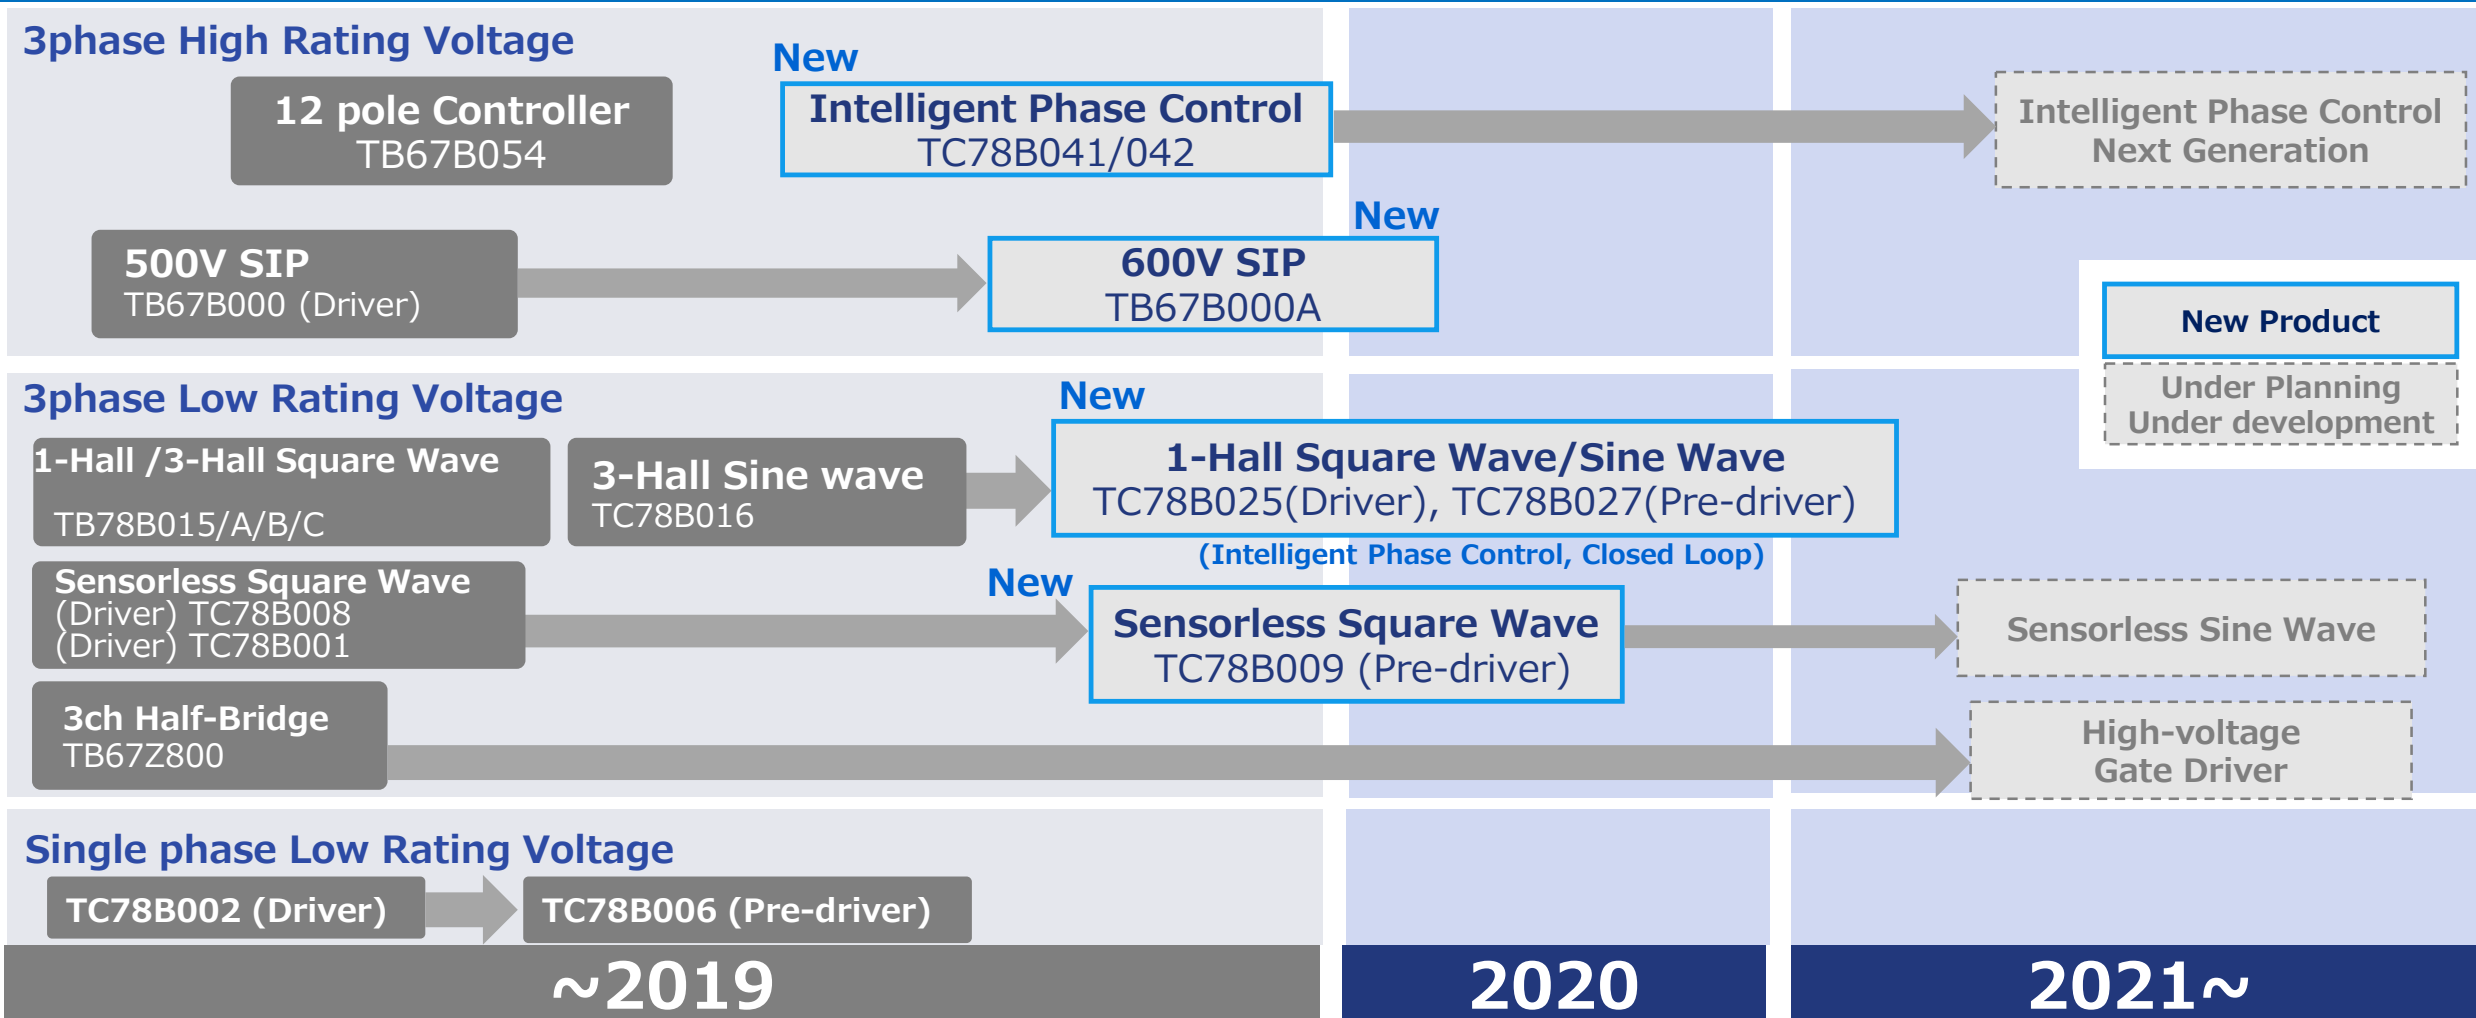 3phase High Rating Voltage
New
12 pole Controller
TB67B054
Intelligent Phase Control
TC78B041/042
Intelligent Phase Control
Next Generation
New
500V SIP
TB67B000 (Driver)
600V SIP
TB67B000A
New Product
Under Planning
Under development
3phase Low Rating Voltage
New
1-Hall /3-Hall Square Wave
TB78B015/A/B/C
3-Hall Sine wave
TC78B016
1-Hall Square Wave/Sine Wave
TC78B025(Driver), TC78B027(Pre-driver)
(Intelligent Phase Control, Closed Loop)
New
Sensorless Square Wave
(Driver) TC78B008
(Driver) TC78B001
Sensorless Square Wave
TC78B009 (Pre-driver)
Sensorless Sine Wave
3ch Half-Bridge
TB67Z800
High-voltage
Gate Driver
Single phase Low Rating Voltage
TC78B002 (Driver)
TC78B006 (Pre-driver)
~2019
2020
2021~